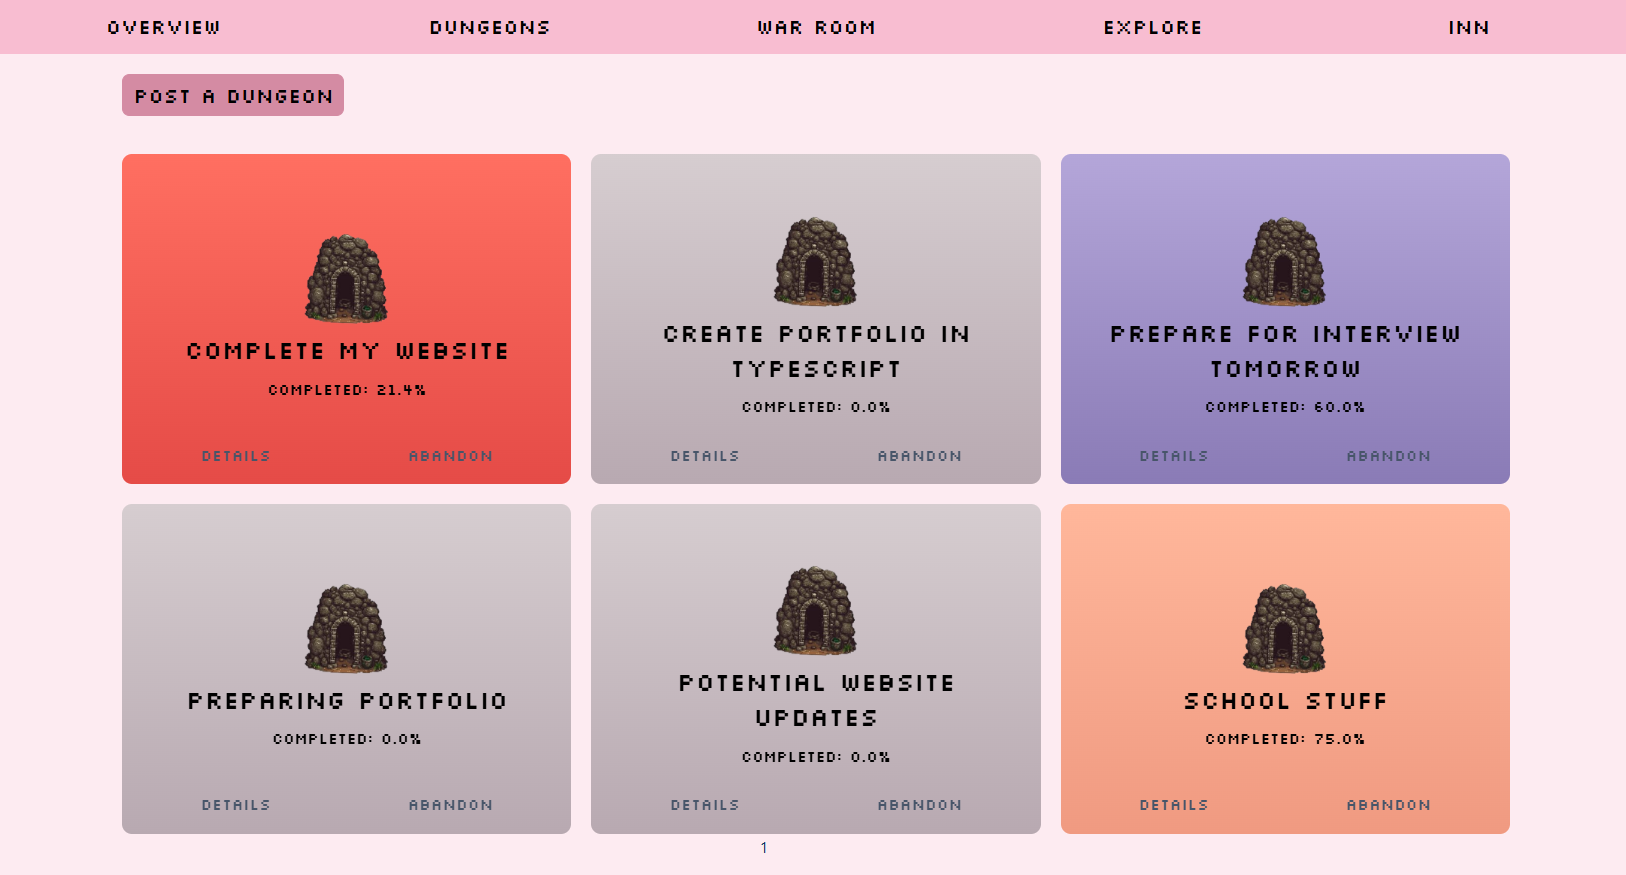 OVERVIEW DUNGEONS WAR ROOM EXPLORE INN
POST A DUNGEON
COMPLETE MY WEBSITE
COMPLETED: 21.4%
DETAILS ABANDON
CREATE PORTFOLIO IN
TYPESCRIPT
COMPLETED: 0.0%
DETAILS ABANDON
PREPARE FOR INTERVIEW
TOMORROW
COMPLETED: 60.0%
DETAILS ABANDON
PREPARING PORTFOLIO
COMPLETED: 0.0%
DETAILS ABANDON
POTENTIAL WEBSITE
UPDATES
COMPLETED: 0.0%
DETAILS ABANDON
SCHOOL STUFF
COMPLETED: 75.0%
DETAILS ABANDON
1